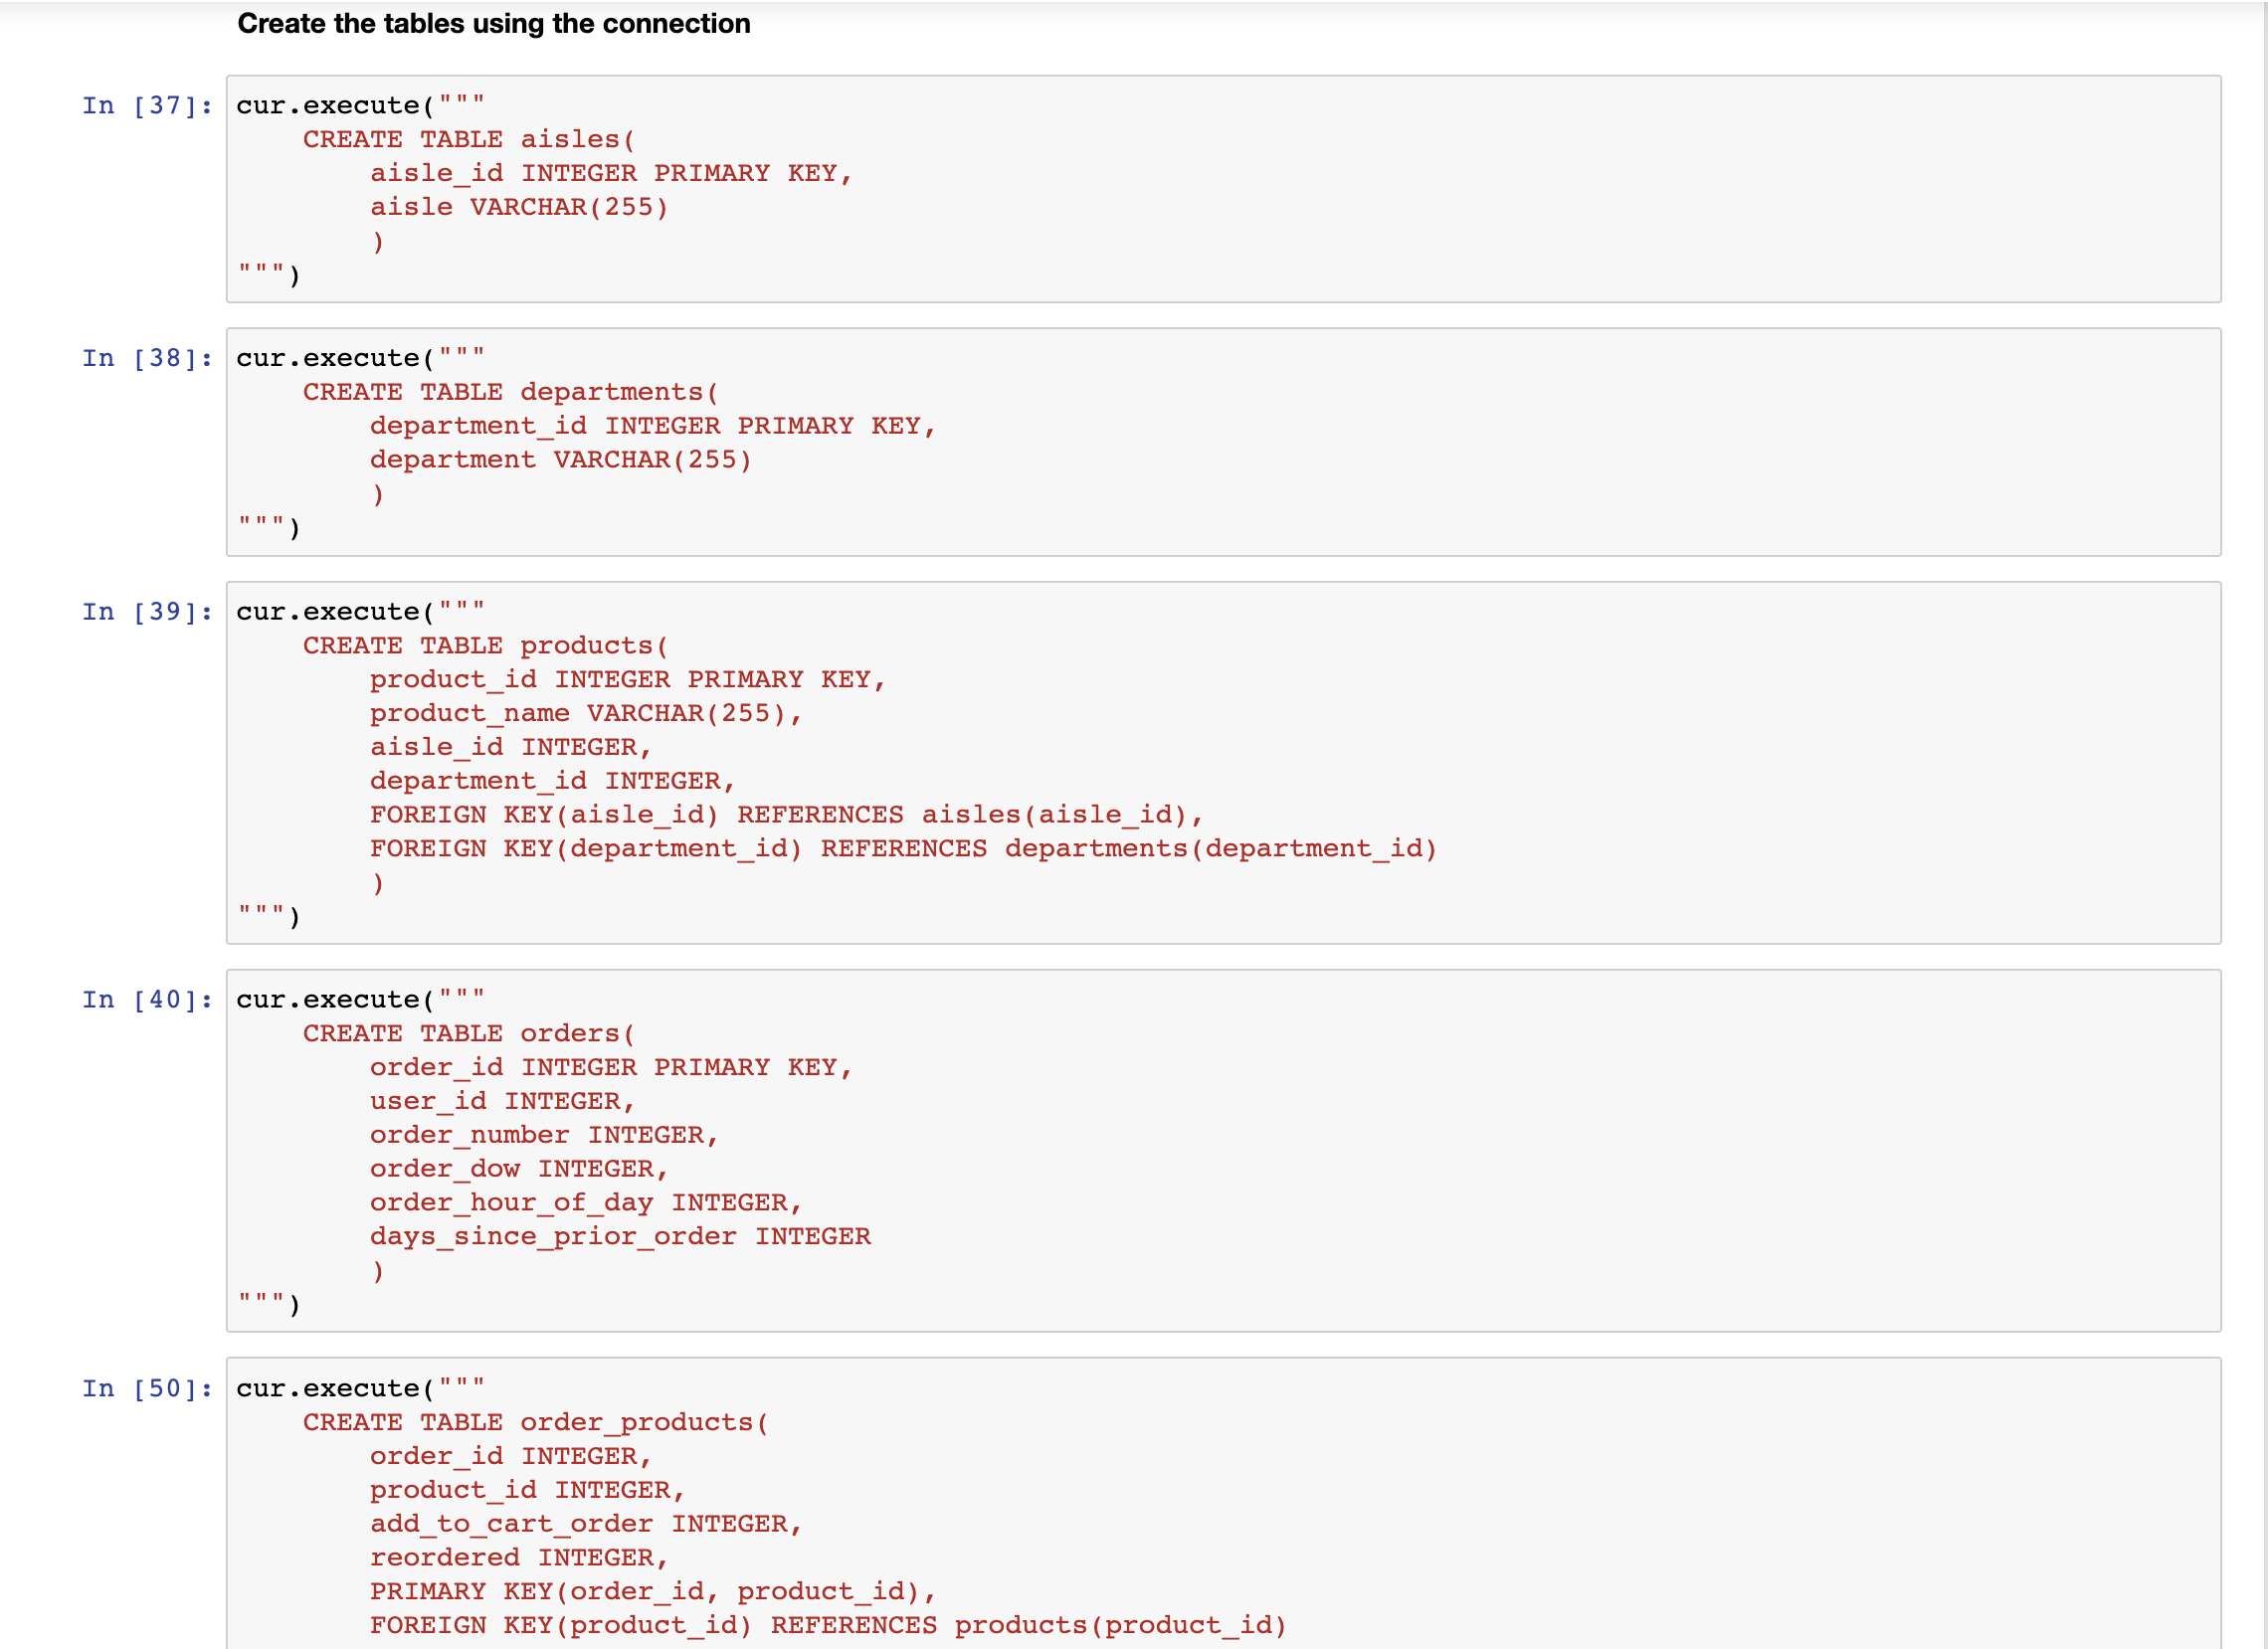 Create the tables using the connection
In [37]: cur.execute("""
    CREATE TABLE aisles(
        aisle_id INTEGER PRIMARY KEY,
        aisle VARCHAR(255)
        )
""")
In [38]: cur.execute("""
    CREATE TABLE departments(
        department_id INTEGER PRIMARY KEY,
        department VARCHAR(255)
        )
""")
In [39]: cur.execute("""
    CREATE TABLE products(
        product_id INTEGER PRIMARY KEY,
        product_name VARCHAR(255),
        aisle_id INTEGER,
        department_id INTEGER,
        FOREIGN KEY(aisle_id) REFERENCES aisles(aisle_id),
        FOREIGN KEY(department_id) REFERENCES departments(department_id)
        )
""")
In [40]: cur.execute("""
    CREATE TABLE orders(
        order_id INTEGER PRIMARY KEY,
        user_id INTEGER,
        order_number INTEGER,
        order_dow INTEGER,
        order_hour_of_day INTEGER,
        days_since_prior_order INTEGER
        )
""")
In [50]: cur.execute("""
    CREATE TABLE order_products(
        order_id INTEGER,
        product_id INTEGER,
        add_to_cart_order INTEGER,
        reordered INTEGER,
        PRIMARY KEY(order_id, product_id),
        FOREIGN KEY(product_id) REFERENCES products(product_id)